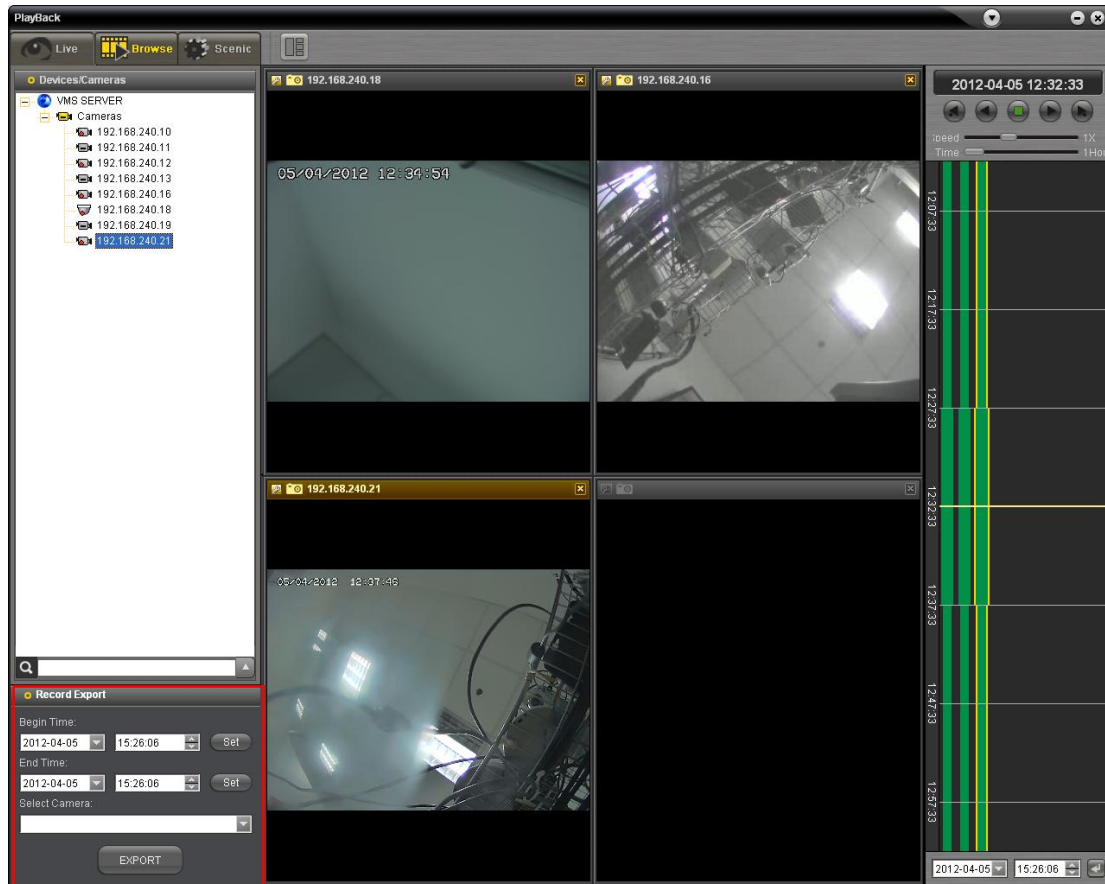 PlayBack
Live Browse Scenic
Devices/Cameras
VMS SERVER
Cameras
192.168.240.10
192.168.240.11
192.168.240.12
192.168.240.13
192.168.240.16
192.168.240.18
192.168.240.19
192.168.240.21
Record Export
Begin Time:
2012-04-05 15:26:06 Set
End Time:
2012-04-05 15:26:06 Set
Select Camera:
EXPORT
192.168.240.18
05/04/2012 12:34:54
192.168.240.16
192.168.240.21
05/04/2012 12:37:46
2012-04-05 12:32:33
peed 1X
Time 1Hou
12:07:33
12:17:33
12:27:33
12:32:33
12:37:33
12:47:33
12:57:33
2012-04-05 15:26:06